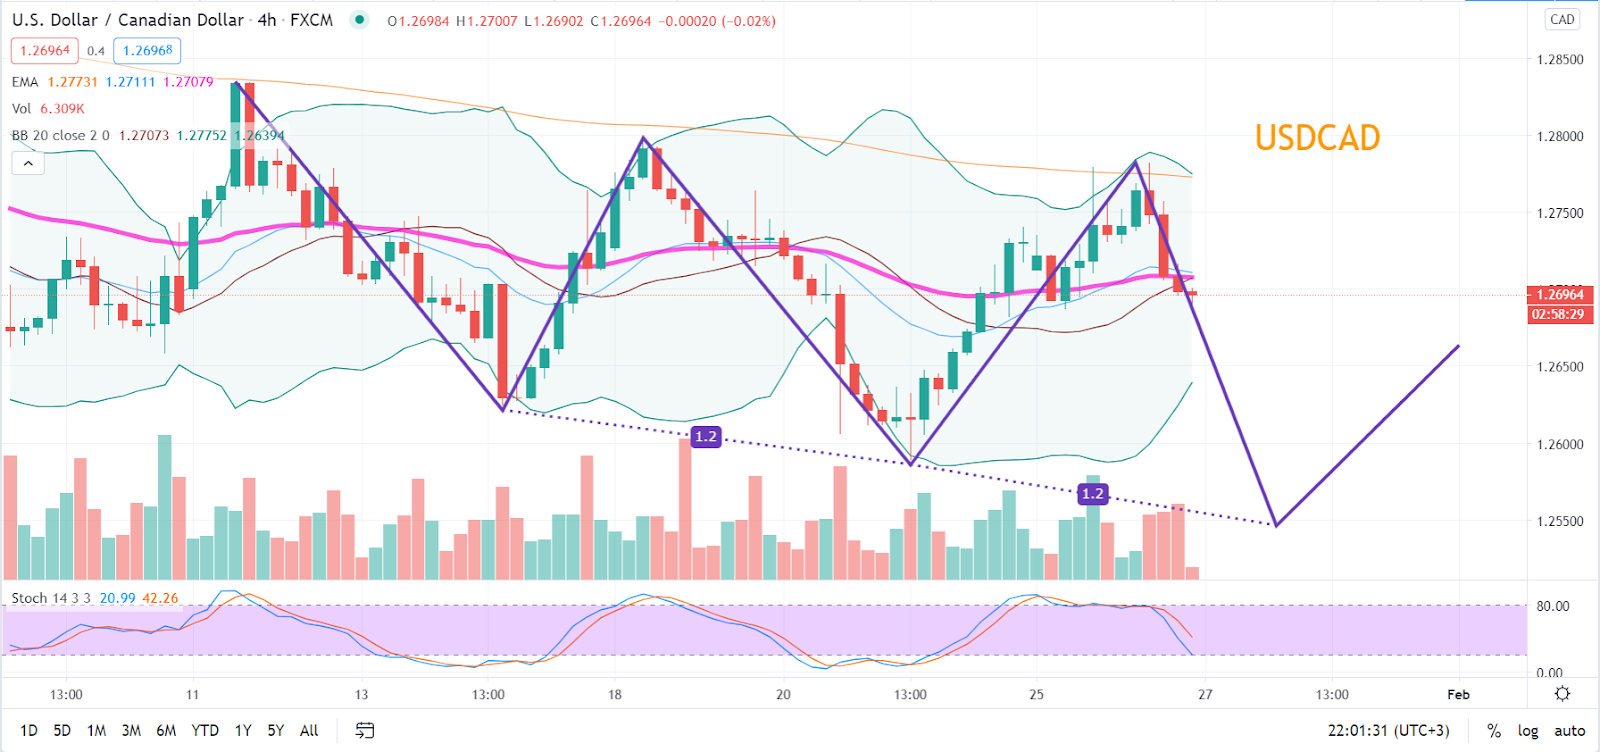 U.S. Dollar / Canadian Dollar · 4h · FXCM O1.26984 H1.27007 L1.26902 C1.26964 −0.00020 (−0.02%)
CAD
1.26964 0.4 1.26968
EMA 1.27731 1.27111 1.27079
Vol 6.309K
BB 20 close 2 0 1.27073 1.27752 1.26394
USDCAD
1.28500
1.28000
1.27500
1.26964
02:58:29
1.26500
1.26000
1.25500
1.2
1.2
Stoch 14 3 3 20.99 42.26
80.00
0.00
13:00 11 13 13:00 18 20 13:00 25 27 13:00 Feb
1D 5D 1M 3M 6M YTD 1Y 5Y All
22:01:31 (UTC+3) % log auto